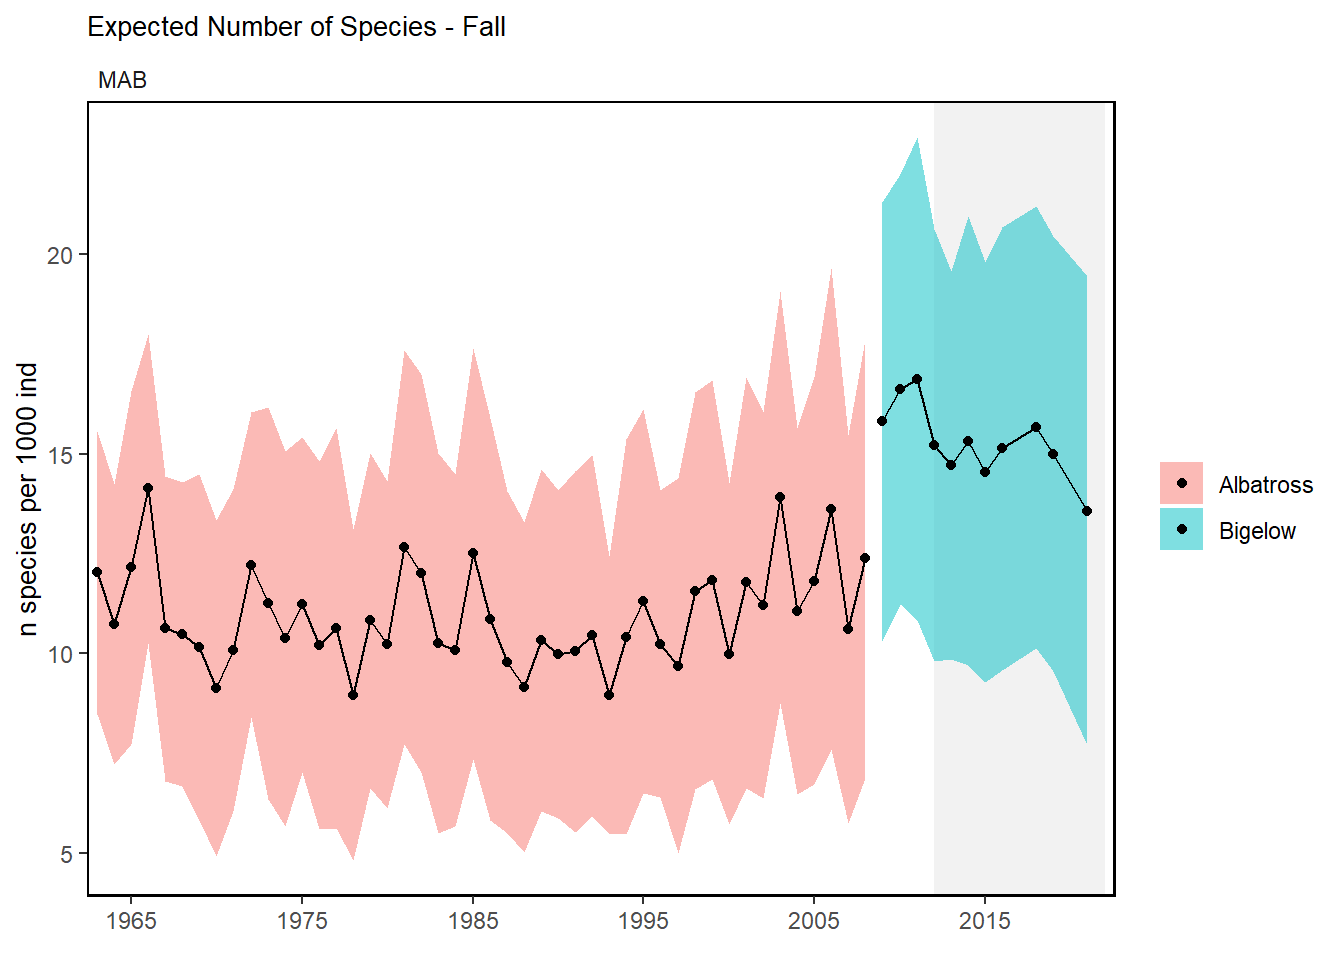 Expected Number of Species - Fall
MAB
n species per 1000 ind
20
15
10
5
1965
1975
1985
1995
2005
2015
Albatross
Bigelow